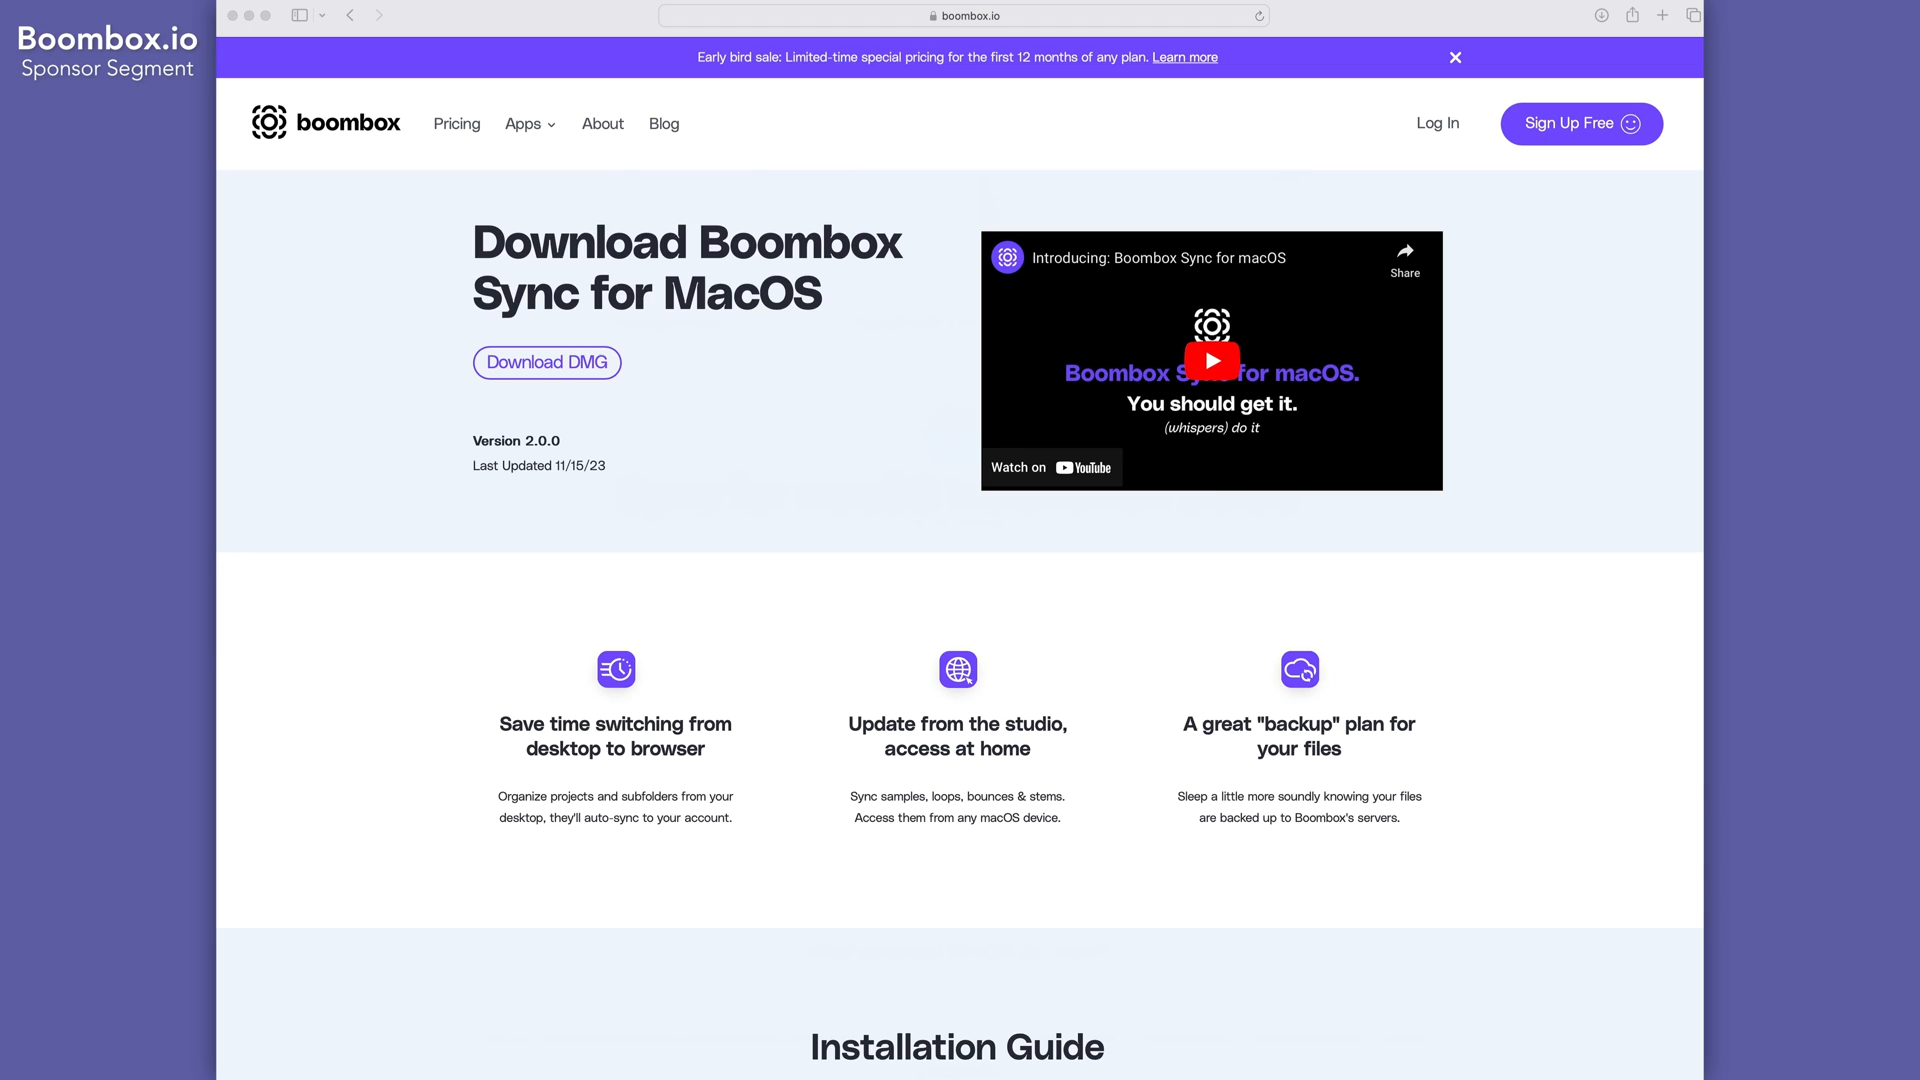 Boombox.io
Sponsor Segment
boombox.io
Early bird sale: Limited-time special pricing for the first 12 months of any plan. Learn more
boombox
Pricing
Apps
About
Blog
Log In
Sign Up Free
Download Boombox
Sync for MacOS
Download DMG
Version 2.0.0
Last Updated 11/15/23
Introducing: Boombox Sync for macOS
Share
Boombox Sync for macOS.
You should get it.
(whispers) do it
Watch on YouTube
Save time switching from
desktop to browser
Organize projects and subfolders from your
desktop, they'll auto-sync to your account.
Update from the studio,
access at home
Sync samples, loops, bounces & stems.
Access them from any macOS device.
A great "backup" plan for
your files
Sleep a little more soundly knowing your files
are backed up to Boombox's servers.
Installation Guide